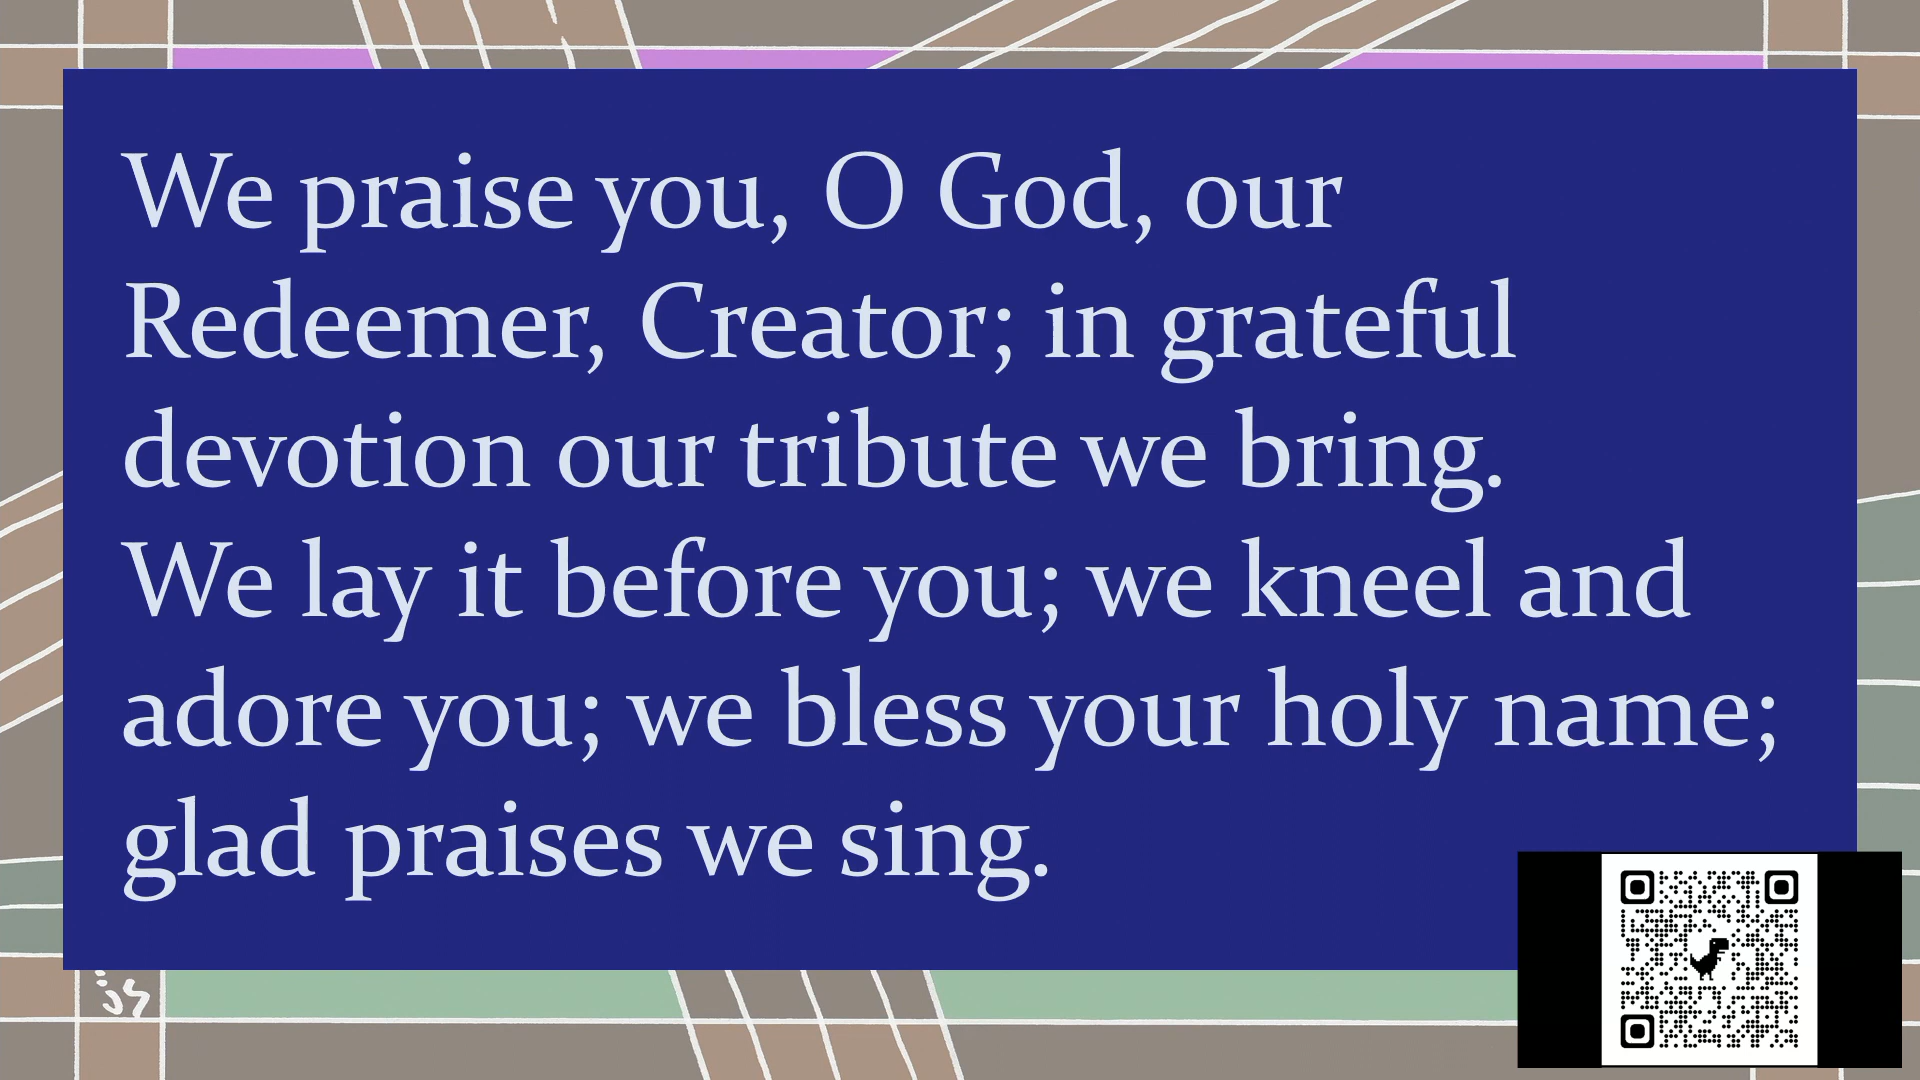 We praise you, O God, our
Redeemer, Creator; in grateful
devotion our tribute we bring.
We lay it before you; we kneel and
adore you; we bless your holy name;
glad praises we sing.